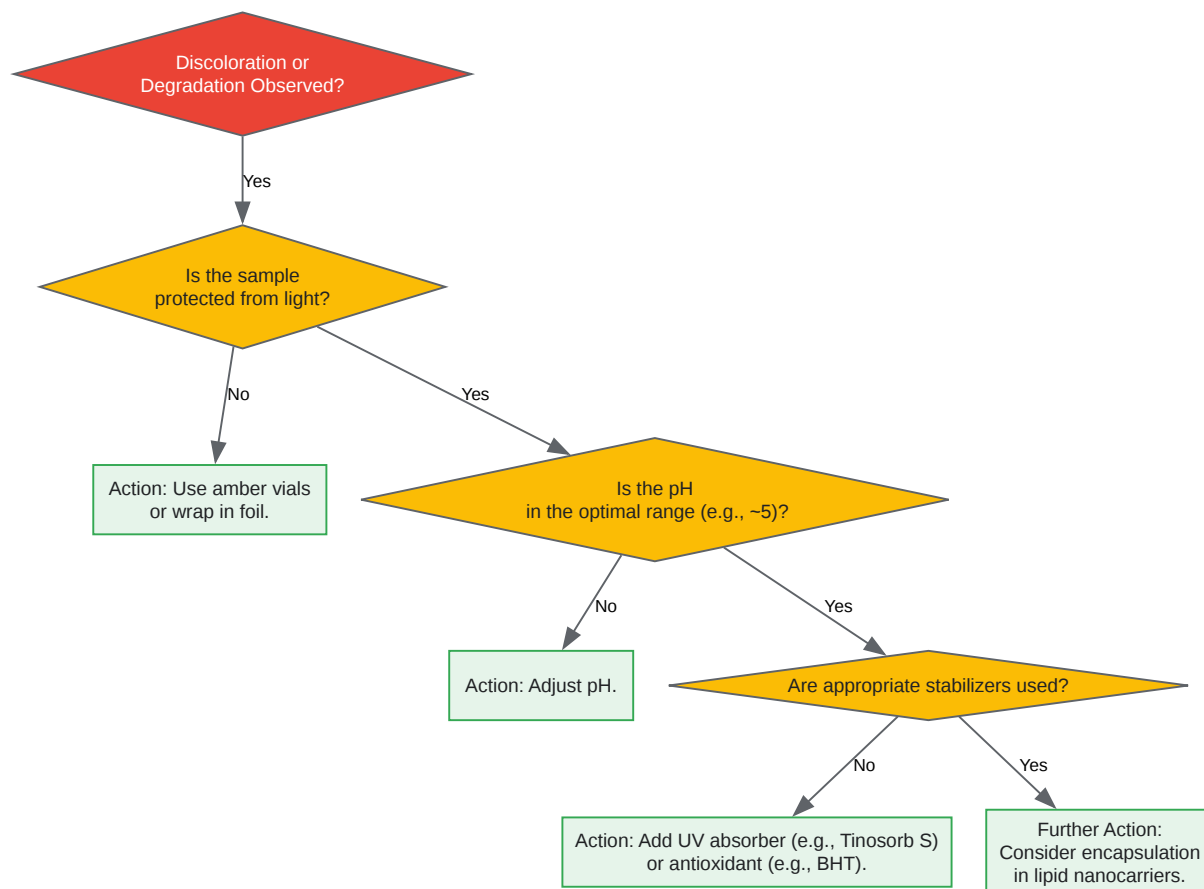 Discoloration or
Degradation Observed?
Yes
Is the sample
protected from light?
No
Yes
Action: Use amber vials
or wrap in foil.
Is the pH
in the optimal range (e.g., ~5)?
No
Yes
Action: Adjust pH.
Are appropriate stabilizers used?
No
Yes
Action: Add UV absorber (e.g., Tinosorb S)
or antioxidant (e.g., BHT).
Further Action:
Consider encapsulation
in lipid nanocarriers.